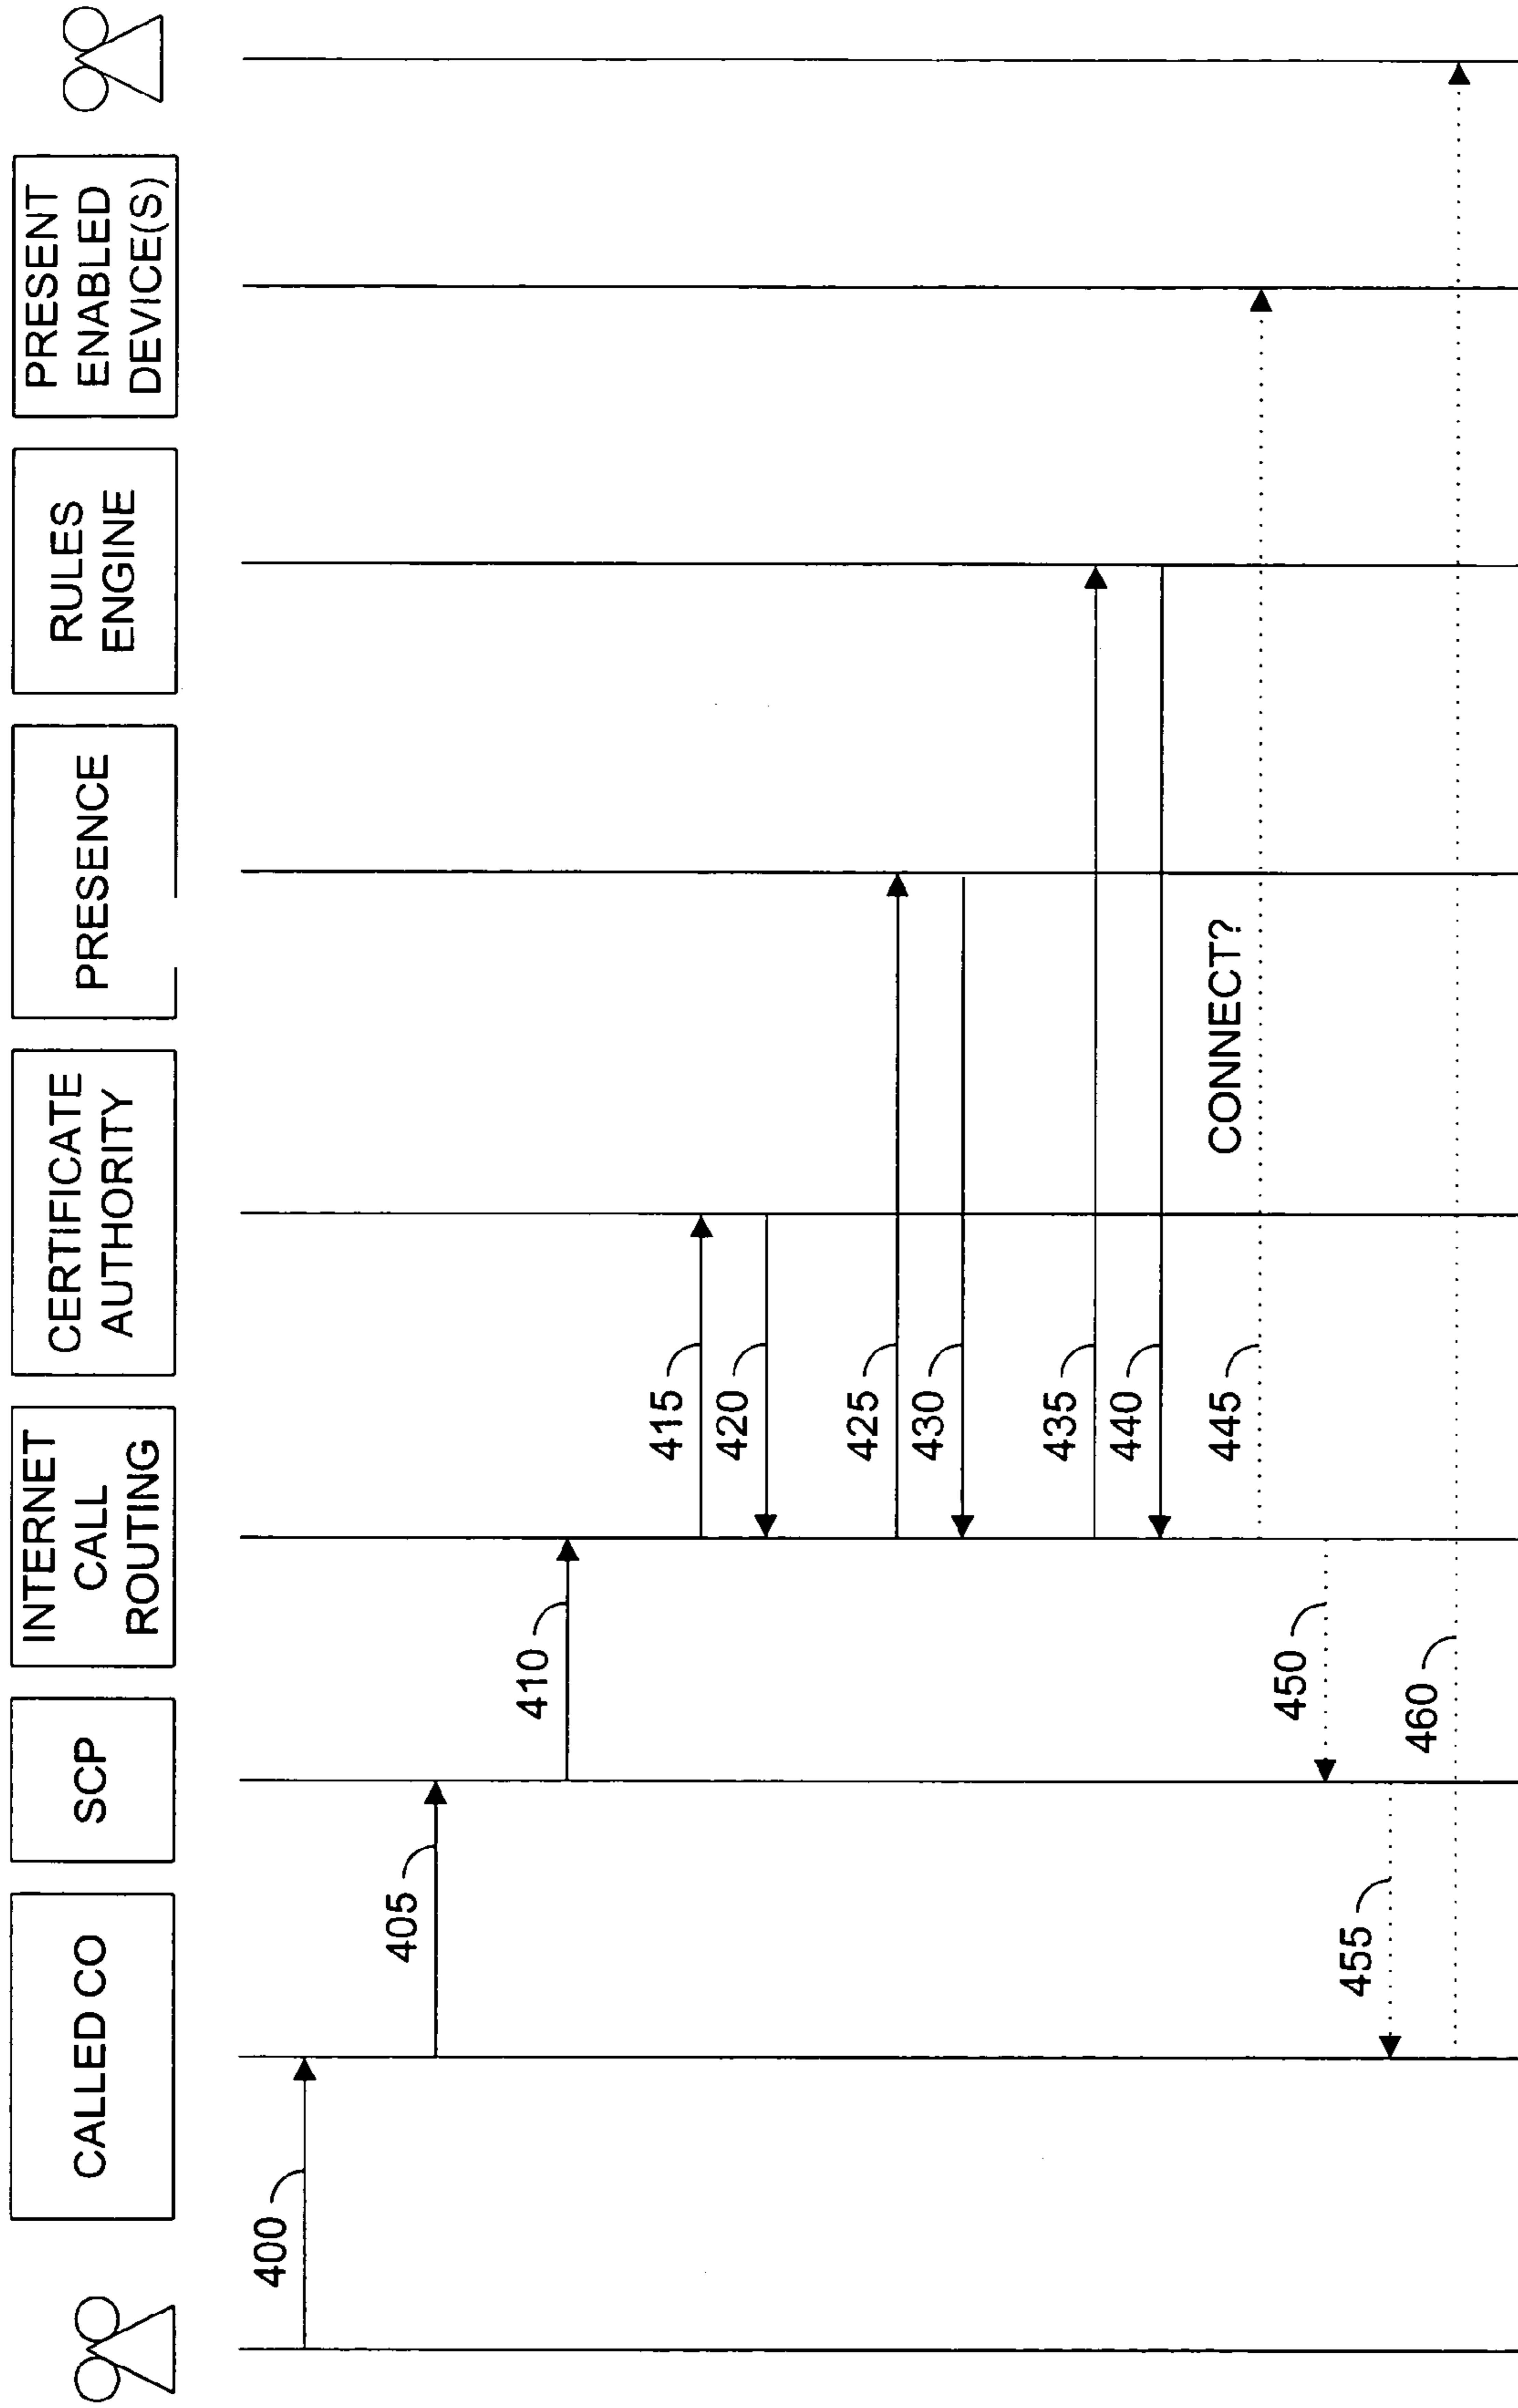 CALLED CO
SCP
INTERNET
CALL
ROUTING
CERTIFICATE
AUTHORITY
PRESENCE
RULES
ENGINE
PRESENT
ENABLED
DEVICE(S)
400
405
410
415
420
425
430
435
440
CONNECT?
445
450
455
460